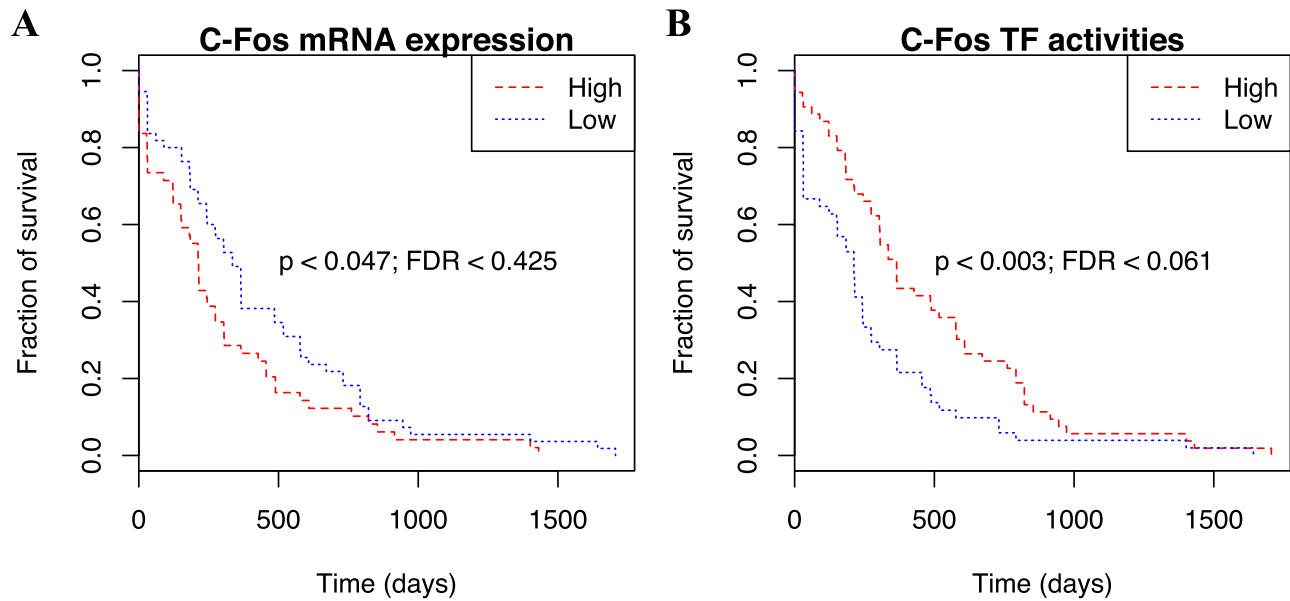 A
C-Fos mRNA expression
High
Low
p < 0.047; FDR < 0.425
Fraction of survival
1.0
0.8
0.6
0.4
0.2
0.0
0
500
1000
1500
Time (days)
B
C-Fos TF activities
High
Low
p < 0.003; FDR < 0.061
Fraction of survival
1.0
0.8
0.6
0.4
0.2
0.0
0
500
1000
1500
Time (days)